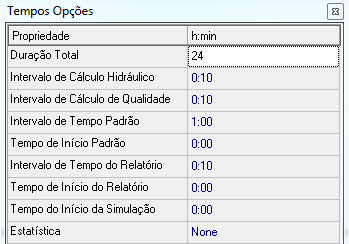 Tempos Opções
Propriedade h:min
Duração Total 24
Intervalo de Cálculo Hidráulico 0:10
Intervalo de Cálculo de Qualidade 0:10
Intervalo de Tempo Padrão 1:00
Tempo de Início Padrão 0:00
Intervalo de Tempo do Relatório 0:10
Tempo de Início do Relatório 0:00
Tempo do Início da Simulação 0:00
Estatística None